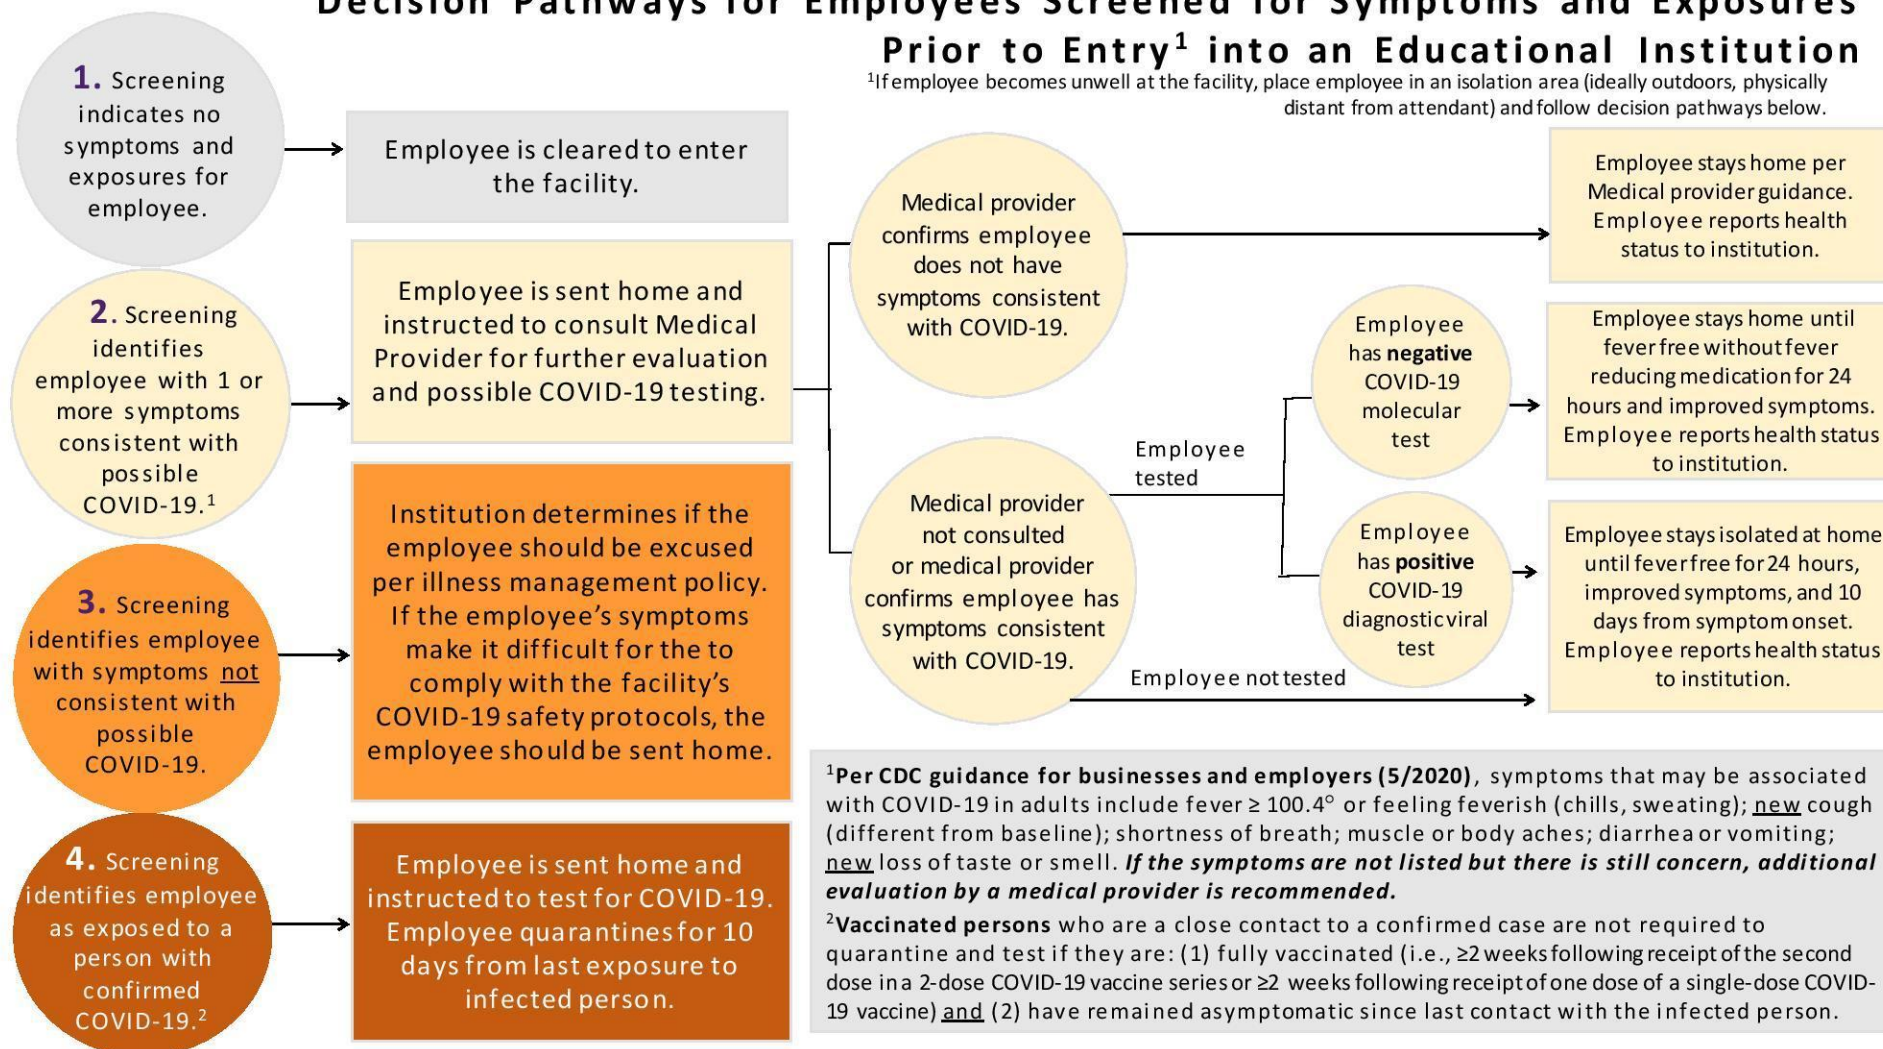 Decision Pathways for Employees Screened for Symptoms and Exposures
Prior to Entry¹ into an Educational Institution
¹If employee becomes unwell at the facility, place employee in an isolation area (ideally outdoors, physically
distant from attendant) and follow decision pathways below.
1. Screening
indicates no
symptoms and
exposures for
employee.
Employee is cleared to enter
the facility.
2. Screening
identifies
employee with 1 or
more symptoms
consistent with
possible
COVID-19.¹
Employee is sent home and
instructed to consult Medical
Provider for further evaluation
and possible COVID-19 testing.
Medical provider
confirms employee
does not have
symptoms consistent
with COVID-19.
Employee stays home per
Medical provider guidance.
Employee reports health
status to institution.
Medical provider
not consulted
or medical provider
confirms employee has
symptoms consistent
with COVID-19.
Employee
tested
Employee
has negative
COVID-19
molecular
test
Employee stays home until
fever free without fever
reducing medication for 24
hours and improved symptoms.
Employee reports health status
to institution.
Employee
has positive
COVID-19
diagnostic viral
test
Employee not tested
Employee stays isolated at home
until fever free for 24 hours,
improved symptoms, and 10
days from symptom onset.
Employee reports health status
to institution.
3. Screening
identifies employee
with symptoms not
consistent with
possible
COVID-19.
Institution determines if the
employee should be excused
per illness management policy.
If the employee’s symptoms
make it difficult for the to
comply with the facility’s
COVID-19 safety protocols, the
employee should be sent home.
4. Screening
identifies employee
as exposed to a
person with
confirmed
COVID-19.²
Employee is sent home and
instructed to test for COVID-19.
Employee quarantines for 10
days from last exposure to
infected person.
¹Per CDC guidance for businesses and employers (5/2020), symptoms that may be associated
with COVID-19 in adults include fever ≥ 100.4° or feeling feverish (chills, sweating); new cough
(different from baseline); shortness of breath; muscle or body aches; diarrhea or vomiting;
new loss of taste or smell. If the symptoms are not listed but there is still concern, additional
evaluation by a medical provider is recommended.
²Vaccinated persons who are a close contact to a confirmed case are not required to
quarantine and test if they are: (1) fully vaccinated (i.e., ≥2 weeks following receipt of the second
dose in a 2-dose COVID-19 vaccine series or ≥2 weeks following receipt of one dose of a single-dose COVID-
19 vaccine) and (2) have remained asymptomatic since last contact with the infected person.